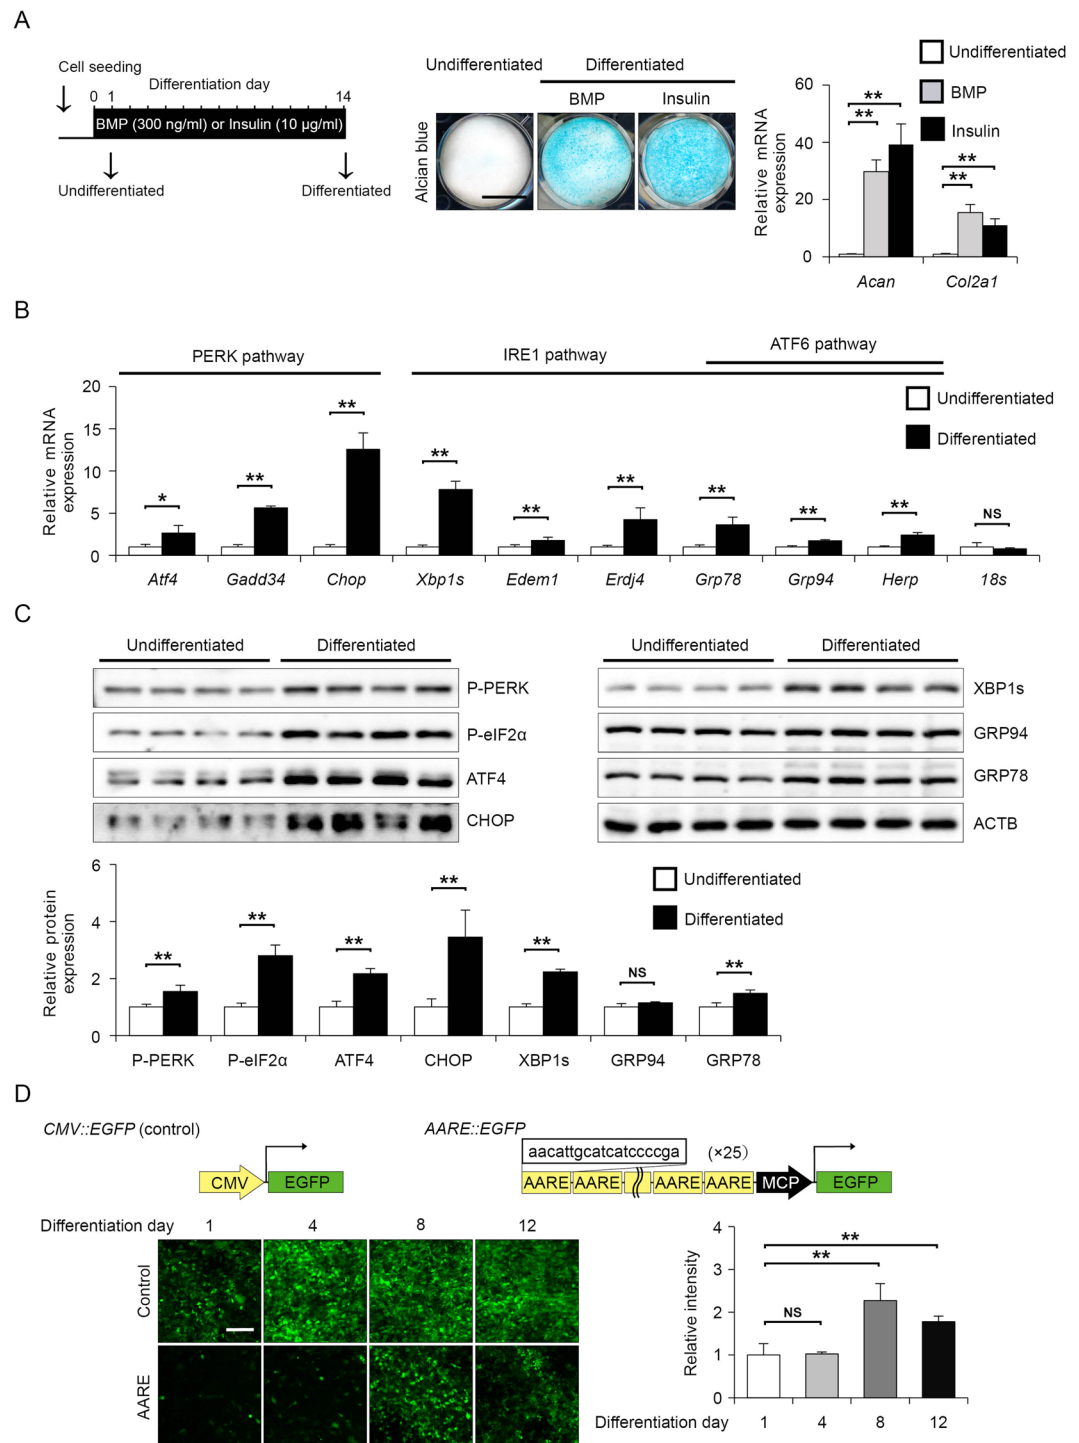 A
Cell seeding
Differentiation day
0 1 14
BMP (300 ng/ml) or Insulin (10 µg/ml)
Undifferentiated Differentiated
Undifferentiated Differentiated
BMP Insulin
Alcian blue
Undifferentiated
BMP
Insulin
Relative mRNA
expression
60
40
20
0
** **
** **
Acan Col2a1
B
PERK pathway IRE1 pathway ATF6 pathway
Undifferentiated
Differentiated
Relative mRNA
expression
20
15
10
5
0
* ** ** ** ** ** ** ** ** NS
Atf4 Gadd34 Chop Xbp1s Edem1 Erdj4 Grp78 Grp94 Herp 18s
C
Undifferentiated Differentiated
P-PERK
P-eIF2α
ATF4
CHOP
Undifferentiated Differentiated
XBP1s
GRP94
GRP78
ACTB
Undifferentiated
Differentiated
Relative protein
expression
6
4
2
0
** ** ** ** ** NS **
P-PERK P-eIF2α ATF4 CHOP XBP1s GRP94 GRP78
D
CMV::EGFP (control)
CMV EGFP
AARE::EGFP
aacattgcatcatccccga (×25)
AARE AARE AARE AARE MCP EGFP
Differentiation day 1 4 8 12
Control
AARE
Relative intensity
4
3
2
1
0
**
**
NS
Differentiation day 1 4 8 12